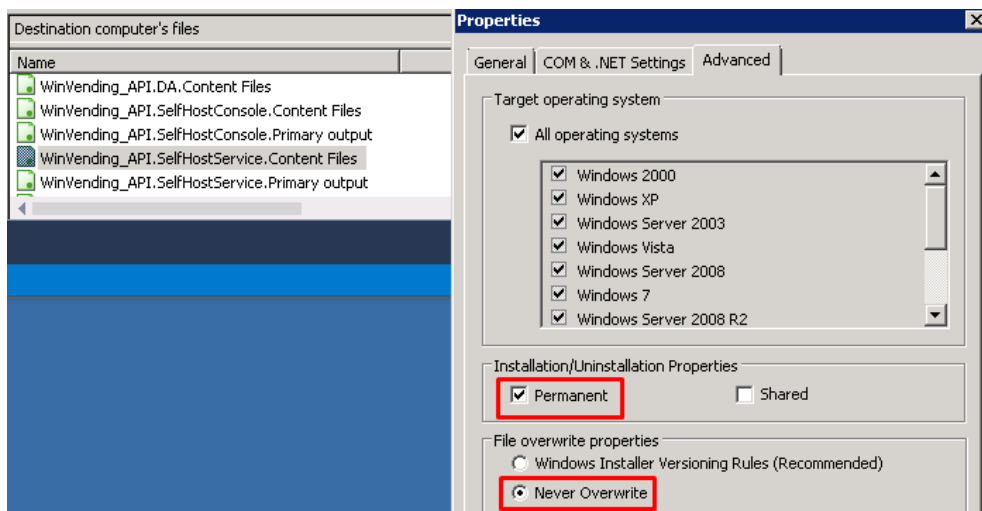 Destination computer's files
Name
WinVending_API.DA.Content Files
WinVending_API.SelfHostConsole.Content Files
WinVending_API.SelfHostConsole.Primary output
WinVending_API.SelfHostService.Content Files
WinVending_API.SelfHostService.Primary output
Properties
General COM & .NET Settings Advanced
Target operating system
All operating systems
Windows 2000
Windows XP
Windows Server 2003
Windows Vista
Windows Server 2008
Windows 7
Windows Server 2008 R2
Installation/Uninstallation Properties
Permanent Shared
File overwrite properties
Windows Installer Versioning Rules (Recommended)
Never Overwrite